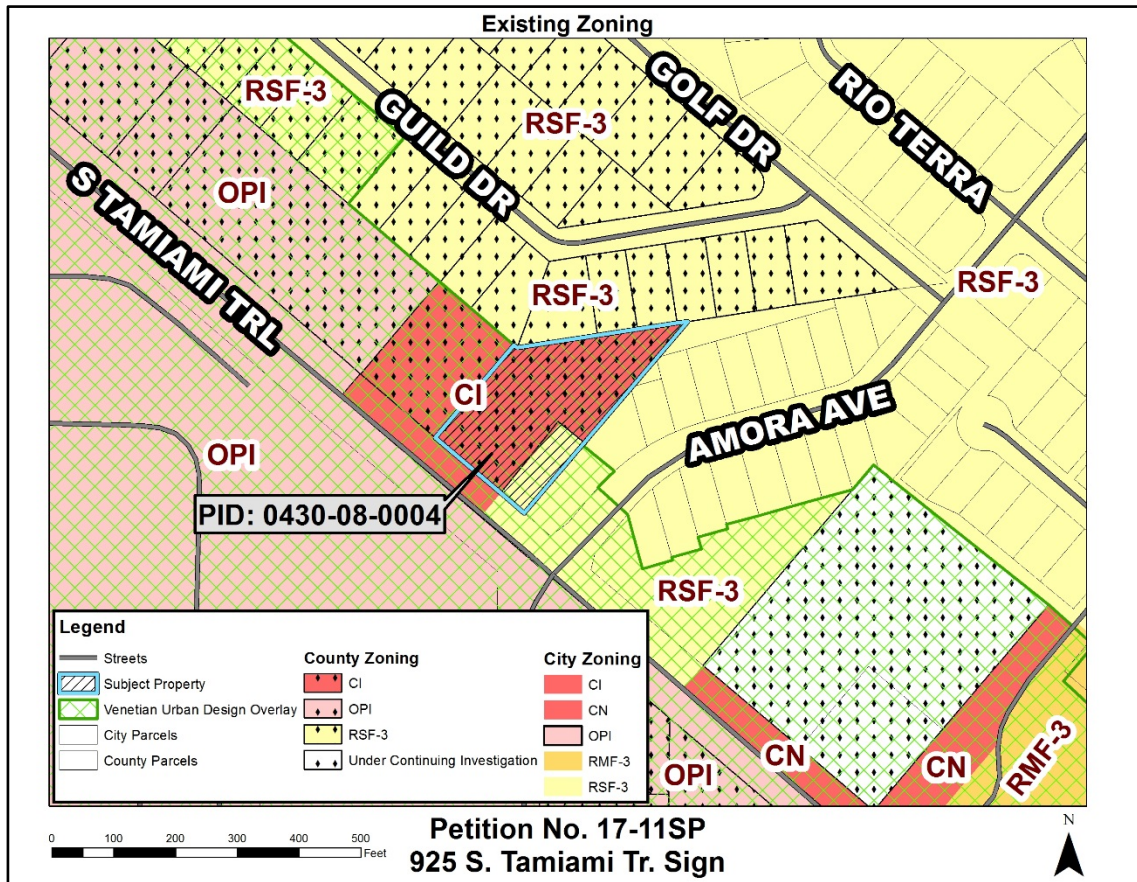 Existing Zoning
RSF-3
GUILD DR
RSF-3
GOLF DR
RIO TERRA
OPI
S TAMIAMI TRL
RSF-3
RSF-3
CI
AMORA AVE
OPI
PID: 0430-08-0004
RSF-3
CN
CN
RMF-3
OPI
Legend
Streets
Subject Property
Venetian Urban Design Overlay
City Parcels
County Parcels
County Zoning
CI
OPI
RSF-3
Under Continuing Investigation
City Zoning
CI
CN
OPI
RMF-3
RSF-3
0 100 200 300 400 500
Feet
Petition No. 17-11SP
925 S. Tamiami Tr. Sign
N